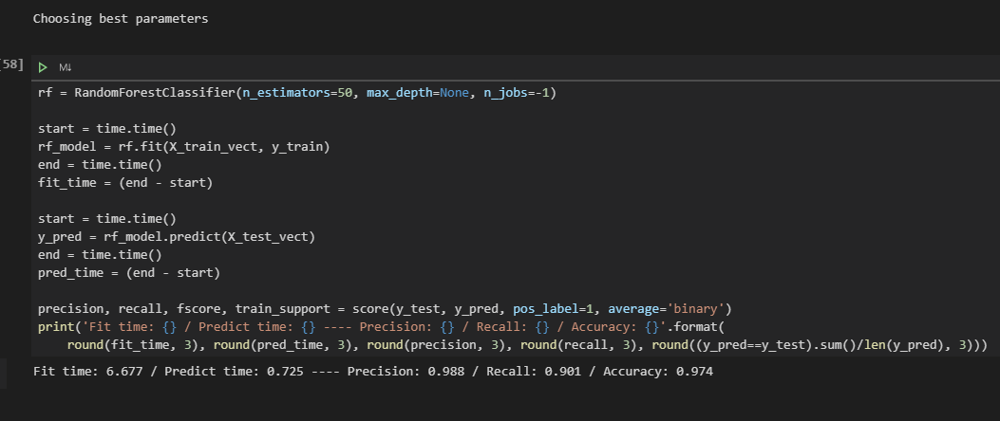 Choosing best parameters
[58]
M↓
rf = RandomForestClassifier(n_estimators=50, max_depth=None, n_jobs=-1)
start = time.time()
rf_model = rf.fit(X_train_vect, y_train)
end = time.time()
fit_time = (end - start)
start = time.time()
y_pred = rf_model.predict(X_test_vect)
end = time.time()
pred_time = (end - start)
precision, recall, fscore, train_support = score(y_test, y_pred, pos_label=1, average='binary')
print('Fit time: {} / Predict time: {} ---- Precision: {} / Recall: {} / Accuracy: {}'.format(
round(fit_time, 3), round(pred_time, 3), round(precision, 3), round(recall, 3), round((y_pred==y_test).sum()/len(y_pred), 3)))
Fit time: 6.677 / Predict time: 0.725 ---- Precision: 0.988 / Recall: 0.901 / Accuracy: 0.974